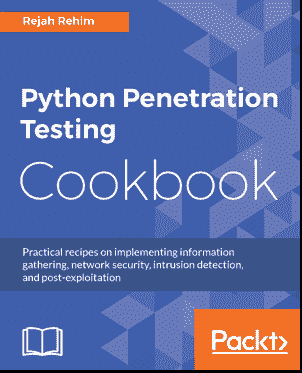 Rejah Rehim
Python Penetration
Testing
Cookbook
Practical recipes on implementing information
gathering, network security, intrusion detection,
and post-exploitation
Packt>